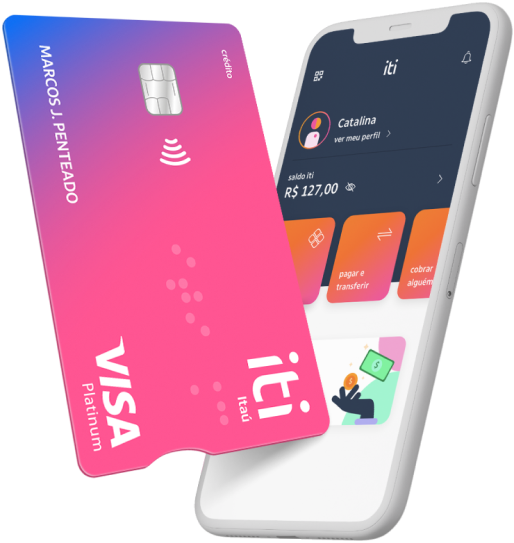 crédito
MARCOS J. PENTEADO
VISA
Platinum
iti
Itaú
iti
Catalina
ver meu perfil
saldo iti
R$ 127,00
pagar e
transferir
cobrar
alguém
$
$